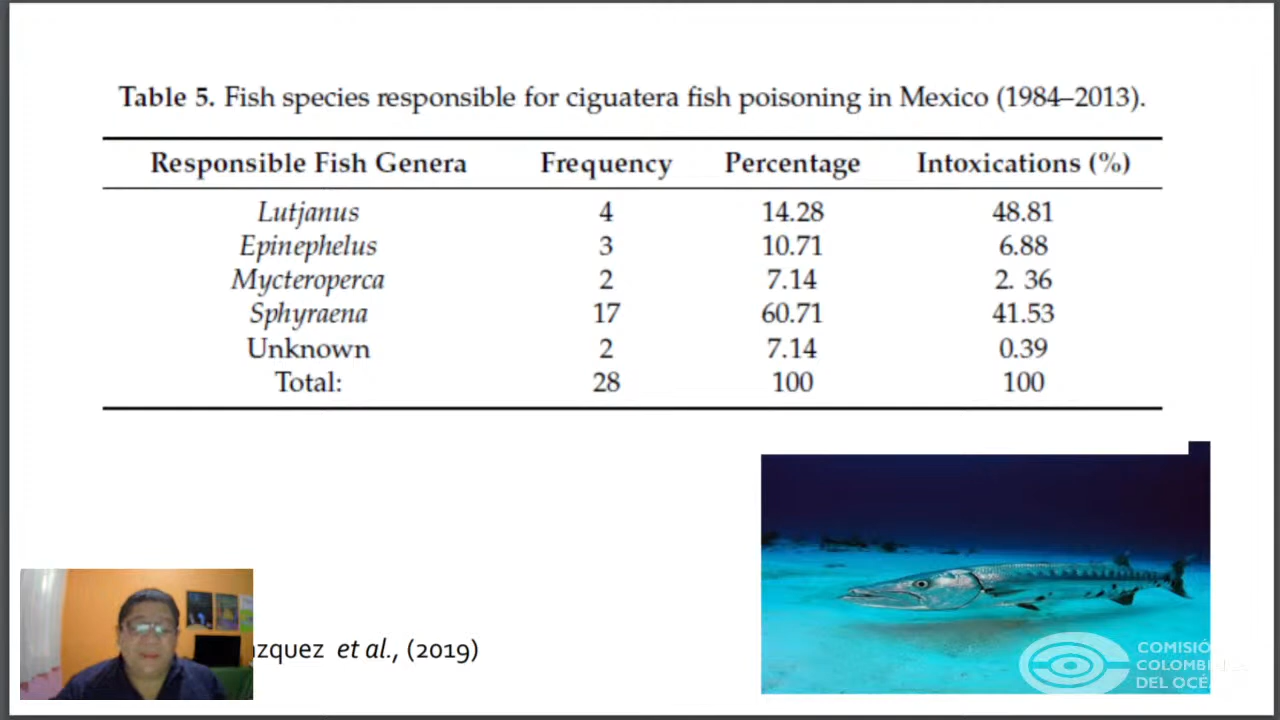 Table 5. Fish species responsible for ciguatera fish poisoning in Mexico (1984–2013).
Responsible Fish Genera Frequency Percentage Intoxications (%)
Lutjanus 4 14.28 48.81
Epinephelus 3 10.71 6.88
Mycteroperca 2 7.14 2. 36
Sphyraena 17 60.71 41.53
Unknown 2 7.14 0.39
Total: 28 100 100
zquez et al., (2019)
COMISIÓ
COLOMBI
DEL OCÉ